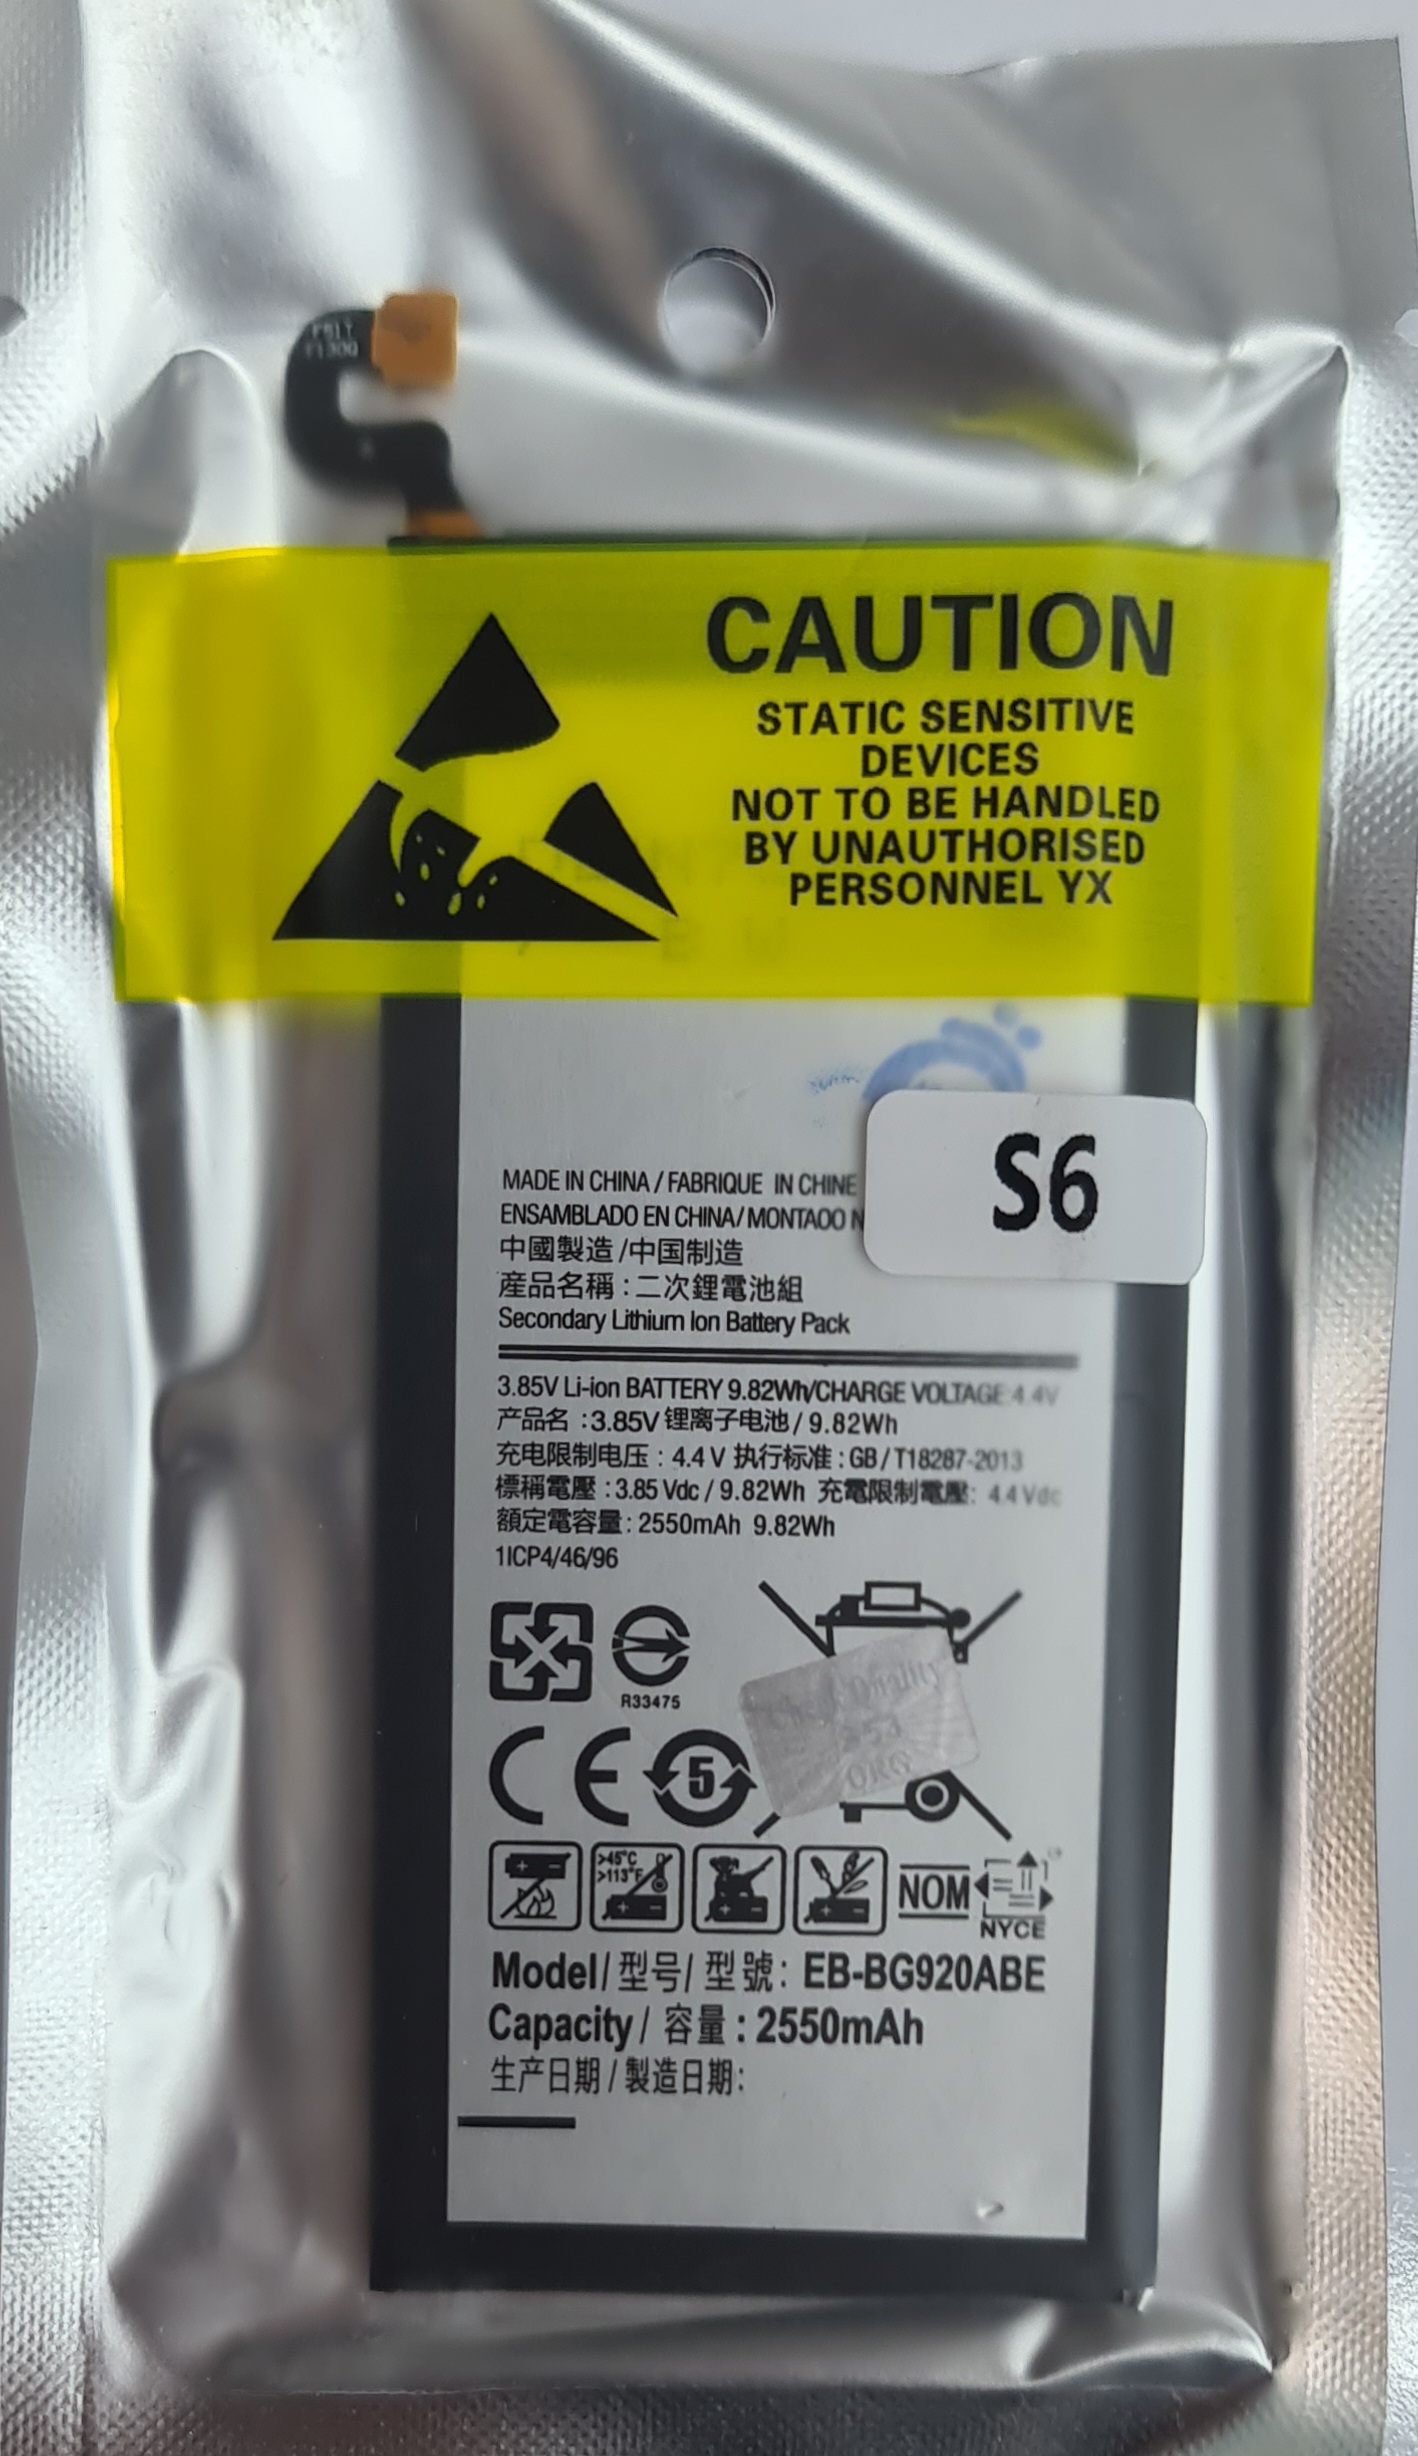 CAUTION
STATIC SENSITIVE
DEVICES
NOT TO BE HANDLED
BY UNAUTHORISED
PERSONNEL YX
S6
MADE IN CHINA / FABRIQUE IN CHINE
ENSAMBLADO EN CHINA/ MONTAOO N
中國製造 /中国制造
產品名稱 : 二次鋰電池組
Secondary Lithium Ion Battery Pack
3.85V Li-ion BATTERY 9.82Wh/CHARGE VOLTAGE 4.4V
产品名 :3.85V 锂离子电池 / 9.82Wh
充电限制电压 : 4.4 V 执行标准 : GB / T18287-2013
標稱電壓 : 3.85 Vdc / 9.82Wh 充電限制電壓: 4.4 Vdc
額定電容量 : 2550mAh 9.82Wh
1ICP4/46/96
R33475
CE 5
>45°C
>113°F
NOM
NYCE
Model/ 型号/ 型號 : EB-BG920ABE
Capacity / 容量 : 2550mAh
生产日期 / 製造日期: